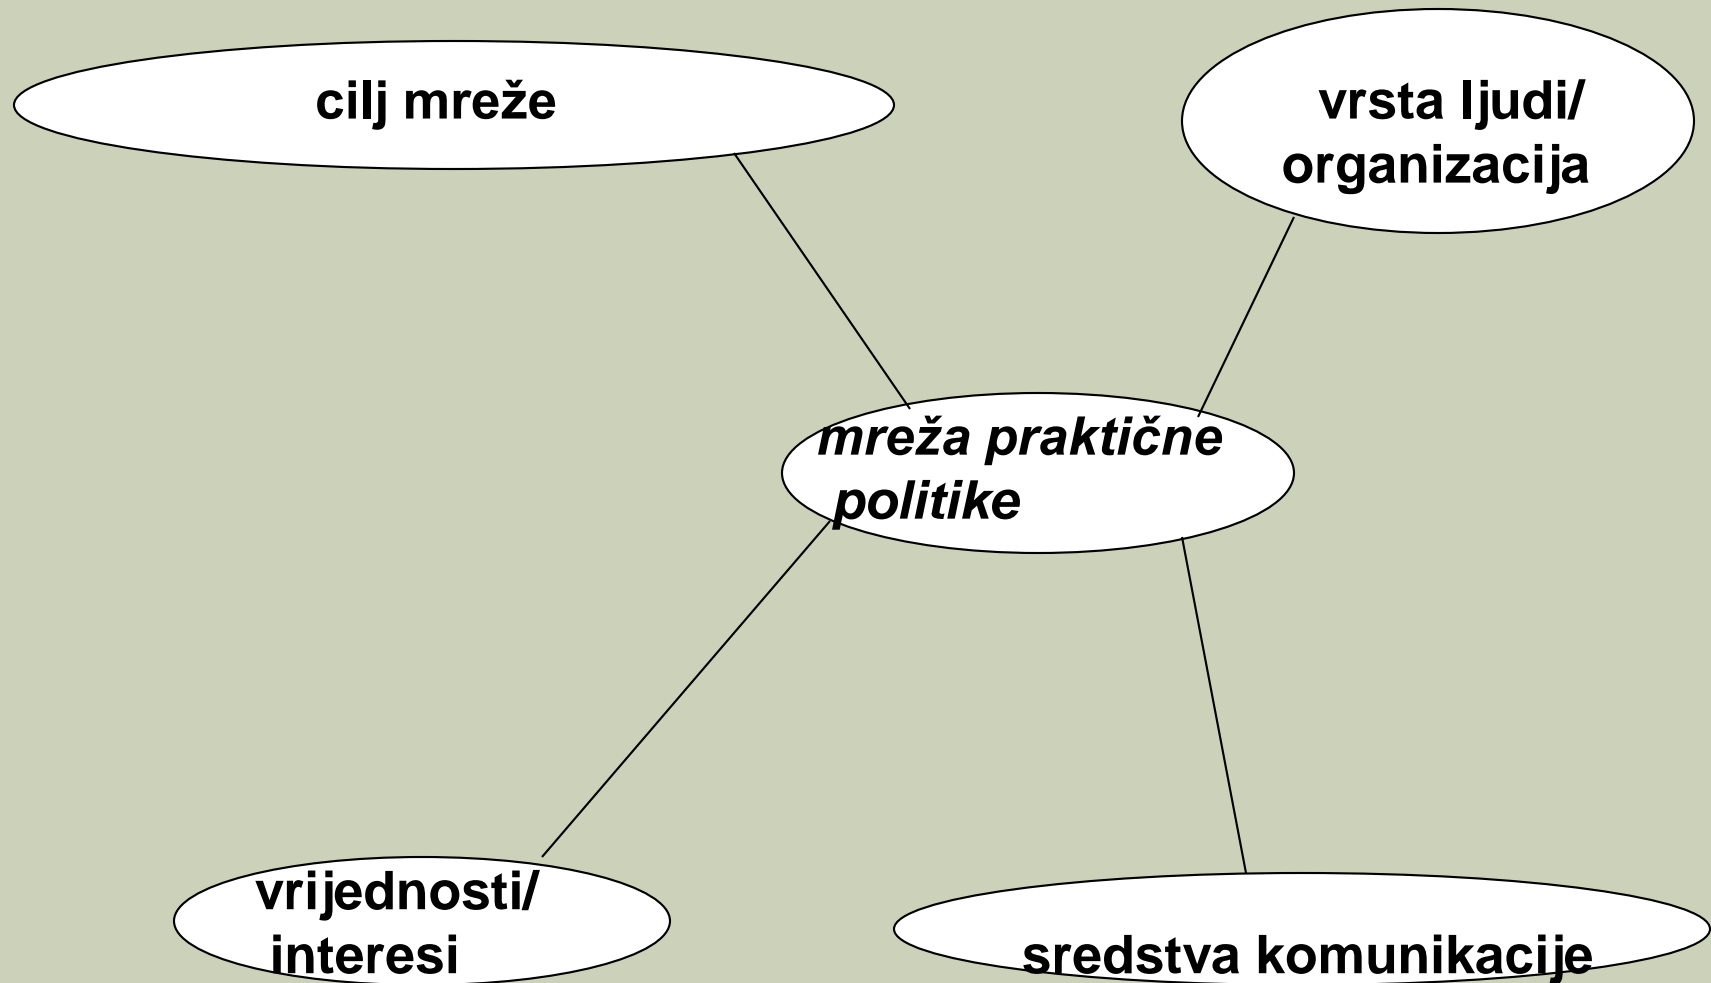 cilj mreže
vrsta ljudi/
organizacija
mreža praktične
politike
vrijednosti/
interesi
sredstva komunikacije